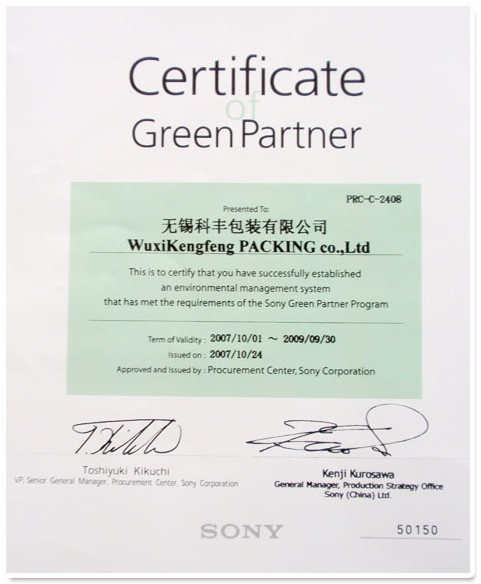 Certificate
of
Green Partner
PRC-C-2408
Presented To:
无锡科丰包装有限公司
WuxiKengfeng PACKING co.,Ltd
This is to certify that you have successfully established
an environmental management system
that has met the requirements of the Sony Green Partner Program
Term of Validity : 2007/10/01 ～ 2009/09/30
Issued on : 2007/10/24
Approved and Issued by : Procurement Center, Sony Corporation
Toshiyuki Kikuchi
VP, Senior General Manager, Procurement Center, Sony Corporation
Kenji Kurosawa
General Manager, Production Strategy Office
Sony (China) Ltd.
SONY
50150